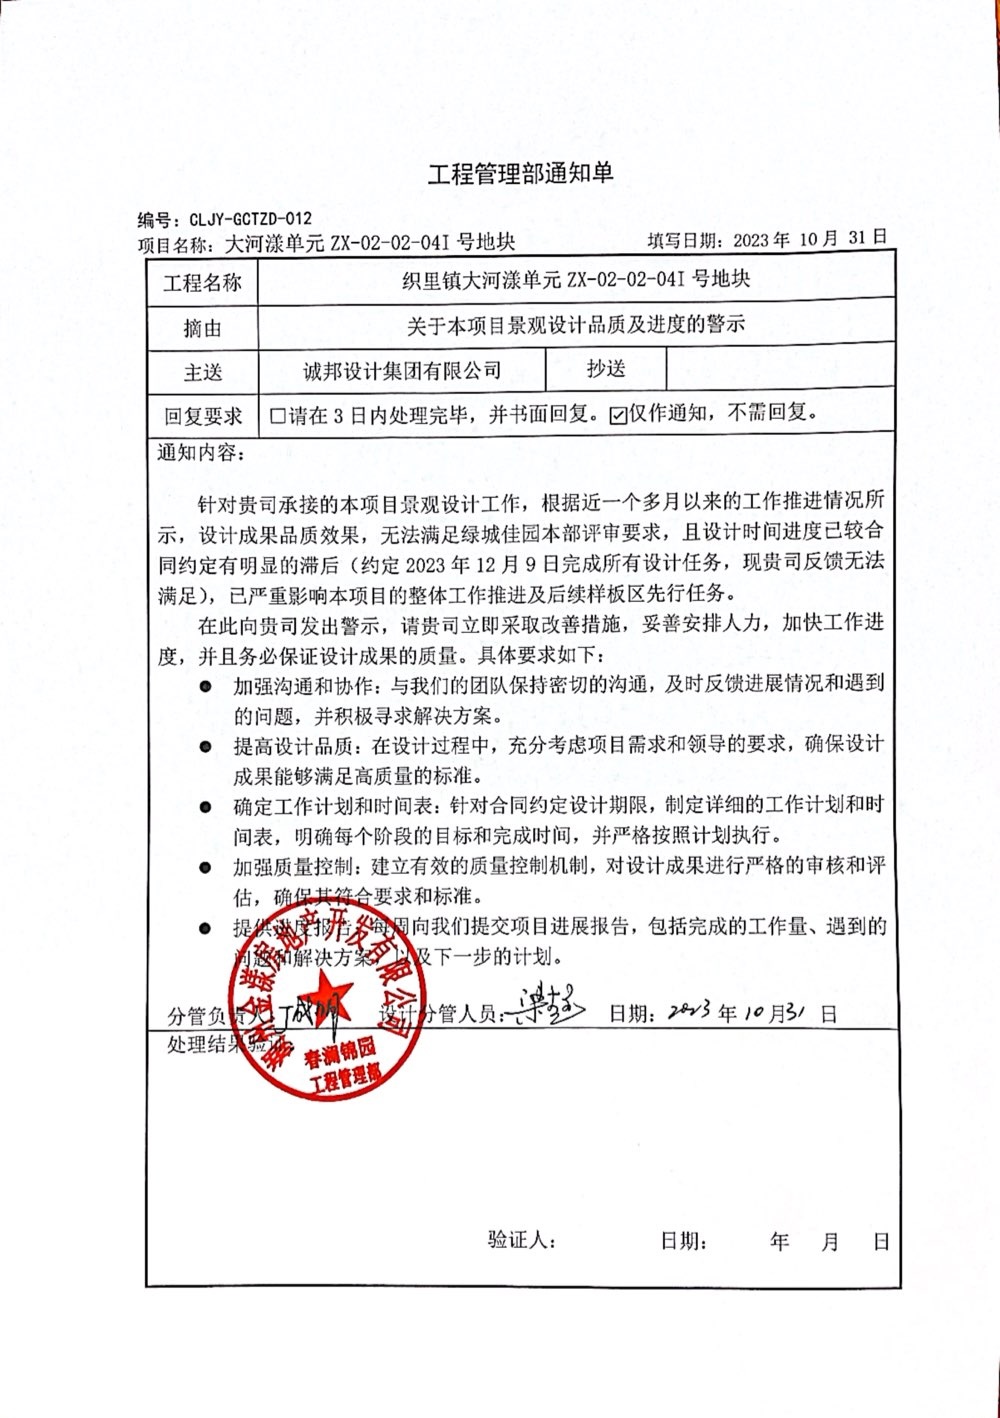 工程管理部通知单
编号：CLJY-GCTZD-012
项目名称：大河漾单元 ZX-02-02-04I 号地块 填写日期：2023 年 10 月 31 日
工程名称 织里镇大河漾单元 ZX-02-02-04I 号地块
摘由 关于本项目景观设计品质及进度的警示
主送 诚邦设计集团有限公司 抄送
回复要求 □请在 3 日内处理完毕，并书面回复。☑仅作通知，不需回复。
通知内容：
针对贵司承接的本项目景观设计工作，根据近一个多月以来的工作推进情况所
示，设计成果品质效果，无法满足绿城佳园本部评审要求，且设计时间进度已较合
同约定有明显的滞后（约定 2023 年 12 月 9 日完成所有设计任务，现贵司反馈无法
满足），已严重影响本项目的整体工作推进及后续样板区先行任务。
在此向贵司发出警示，请贵司立即采取改善措施，妥善安排人力，加快工作进
度，并且务必保证设计成果的质量。具体要求如下：
● 加强沟通和协作：与我们的团队保持密切的沟通，及时反馈进展情况和遇到
的问题，并积极寻求解决方案。
● 提高设计品质：在设计过程中，充分考虑项目需求和领导的要求，确保设计
成果能够满足高质量的标准。
● 确定工作计划和时间表：针对合同约定设计期限，制定详细的工作计划和时
间表，明确每个阶段的目标和完成时间，并严格按照计划执行。
● 加强质量控制：建立有效的质量控制机制，对设计成果进行严格的审核和评
估，确保其符合要求和标准。
● 提供进度报告：每周向我们提交项目进展报告，包括完成的工作量、遇到的
问题和解决方案，以及下一步的计划。
分管负责人： 设计分管人员： 日期：2023 年 10 月 31 日
处理结果验证：
房地产开发有限公司
春澜锦园
工程管理部
验证人： 日期： 年 月 日